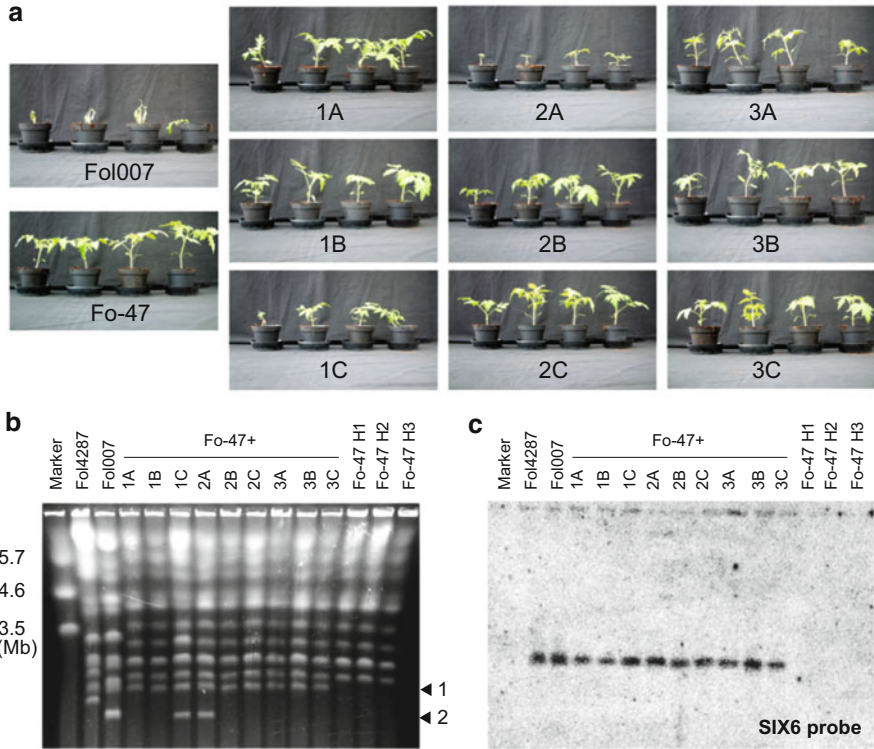 a
Fol007
Fo-47
1A
2A
3A
1B
2B
3B
1C
2C
3C
b
Marker
Fol4287
Fol007
Fo-47+
1A
1B
1C
2A
2B
2C
3A
3B
3C
Fo-47 H1
Fo-47 H2
Fo-47 H3
5.7
4.6
3.5
(Mb)
1
2
c
Marker
Fol4287
Fol007
Fo-47+
1A
1B
1C
2A
2B
2C
3A
3B
3C
Fo-47 H1
Fo-47 H2
Fo-47 H3
SIX6 probe